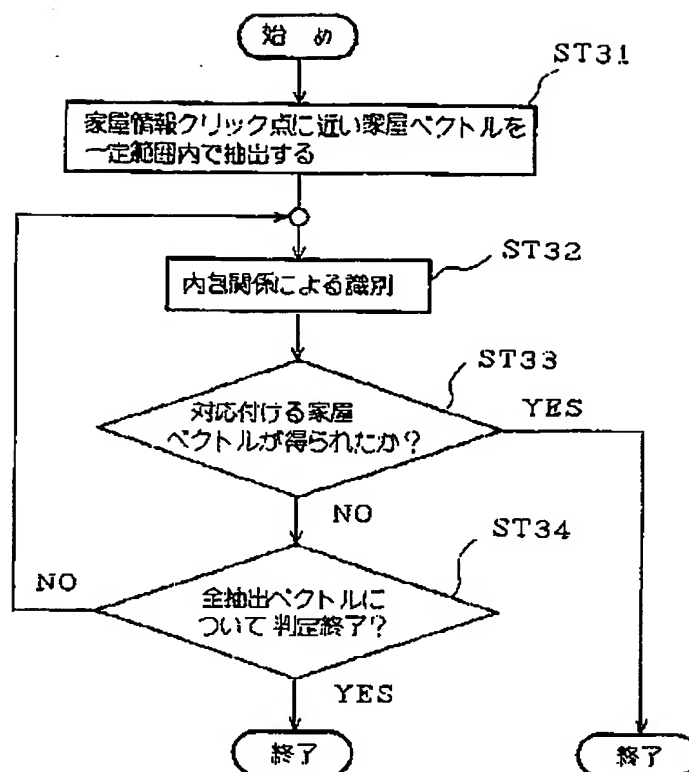 始 め
ST31
家屋情報クリック点に近い家屋ベクトルを
一定範囲内で抽出する
ST32
内包関係による識別
ST33
対応付ける家屋
ベクトルが得られたか?
YES
NO
ST34
NO
全抽出ベクトルに
ついて判定終了?
YES
終了
終了